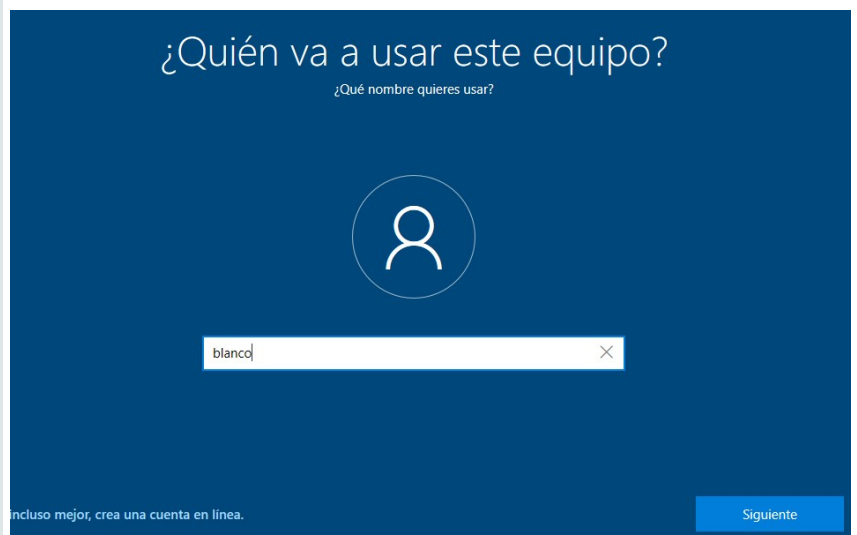 ¿Quién va a usar este equipo?
¿Qué nombre quieres usar?
blanco
incluso mejor, crea una cuenta en línea.
Siguiente